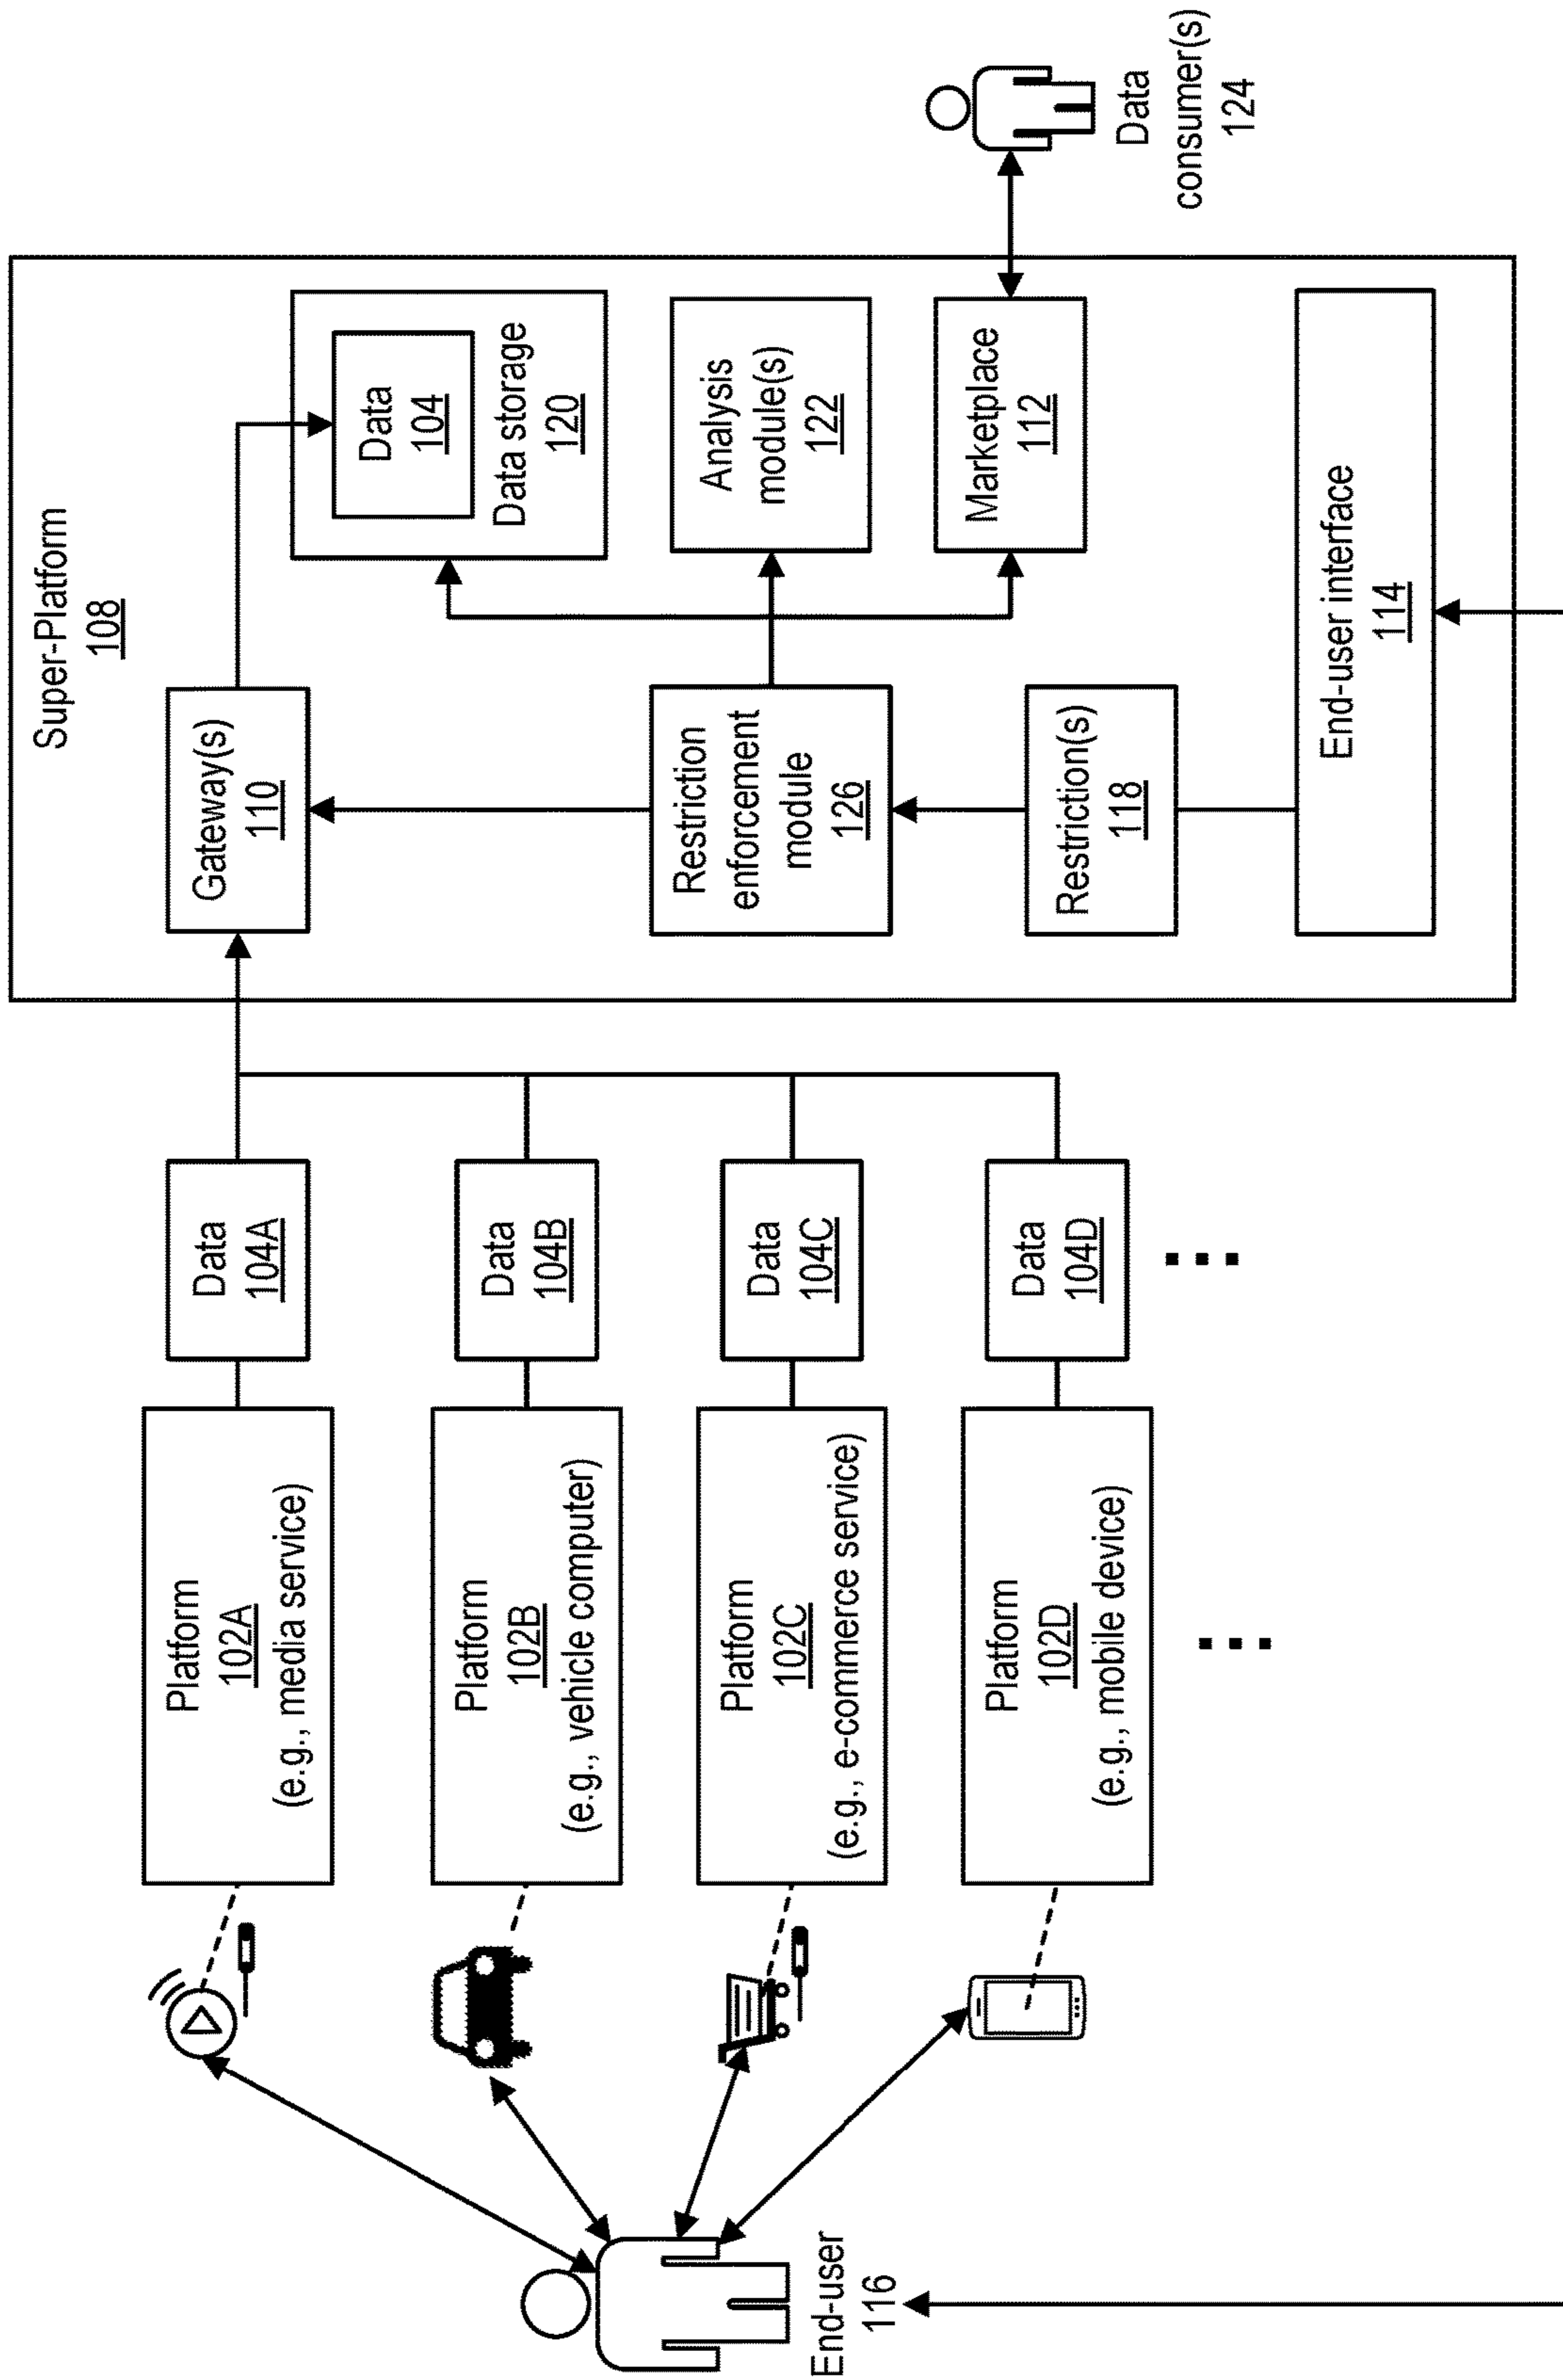 Super-Platform
108
Gateway(s)
110
Data
104
Data storage
120
Restriction
enforcement
module
126
Analysis
module(s)
122
Restriction(s)
118
Marketplace
112
End-user interface
114
Data
consumer(s)
124
Platform
102A
(e.g., media service)
Data
104A
Platform
102B
(e.g., vehicle computer)
Data
104B
Platform
102C
(e.g., e-commerce service)
Data
104C
Platform
102D
(e.g., mobile device)
Data
104D
End-user
116